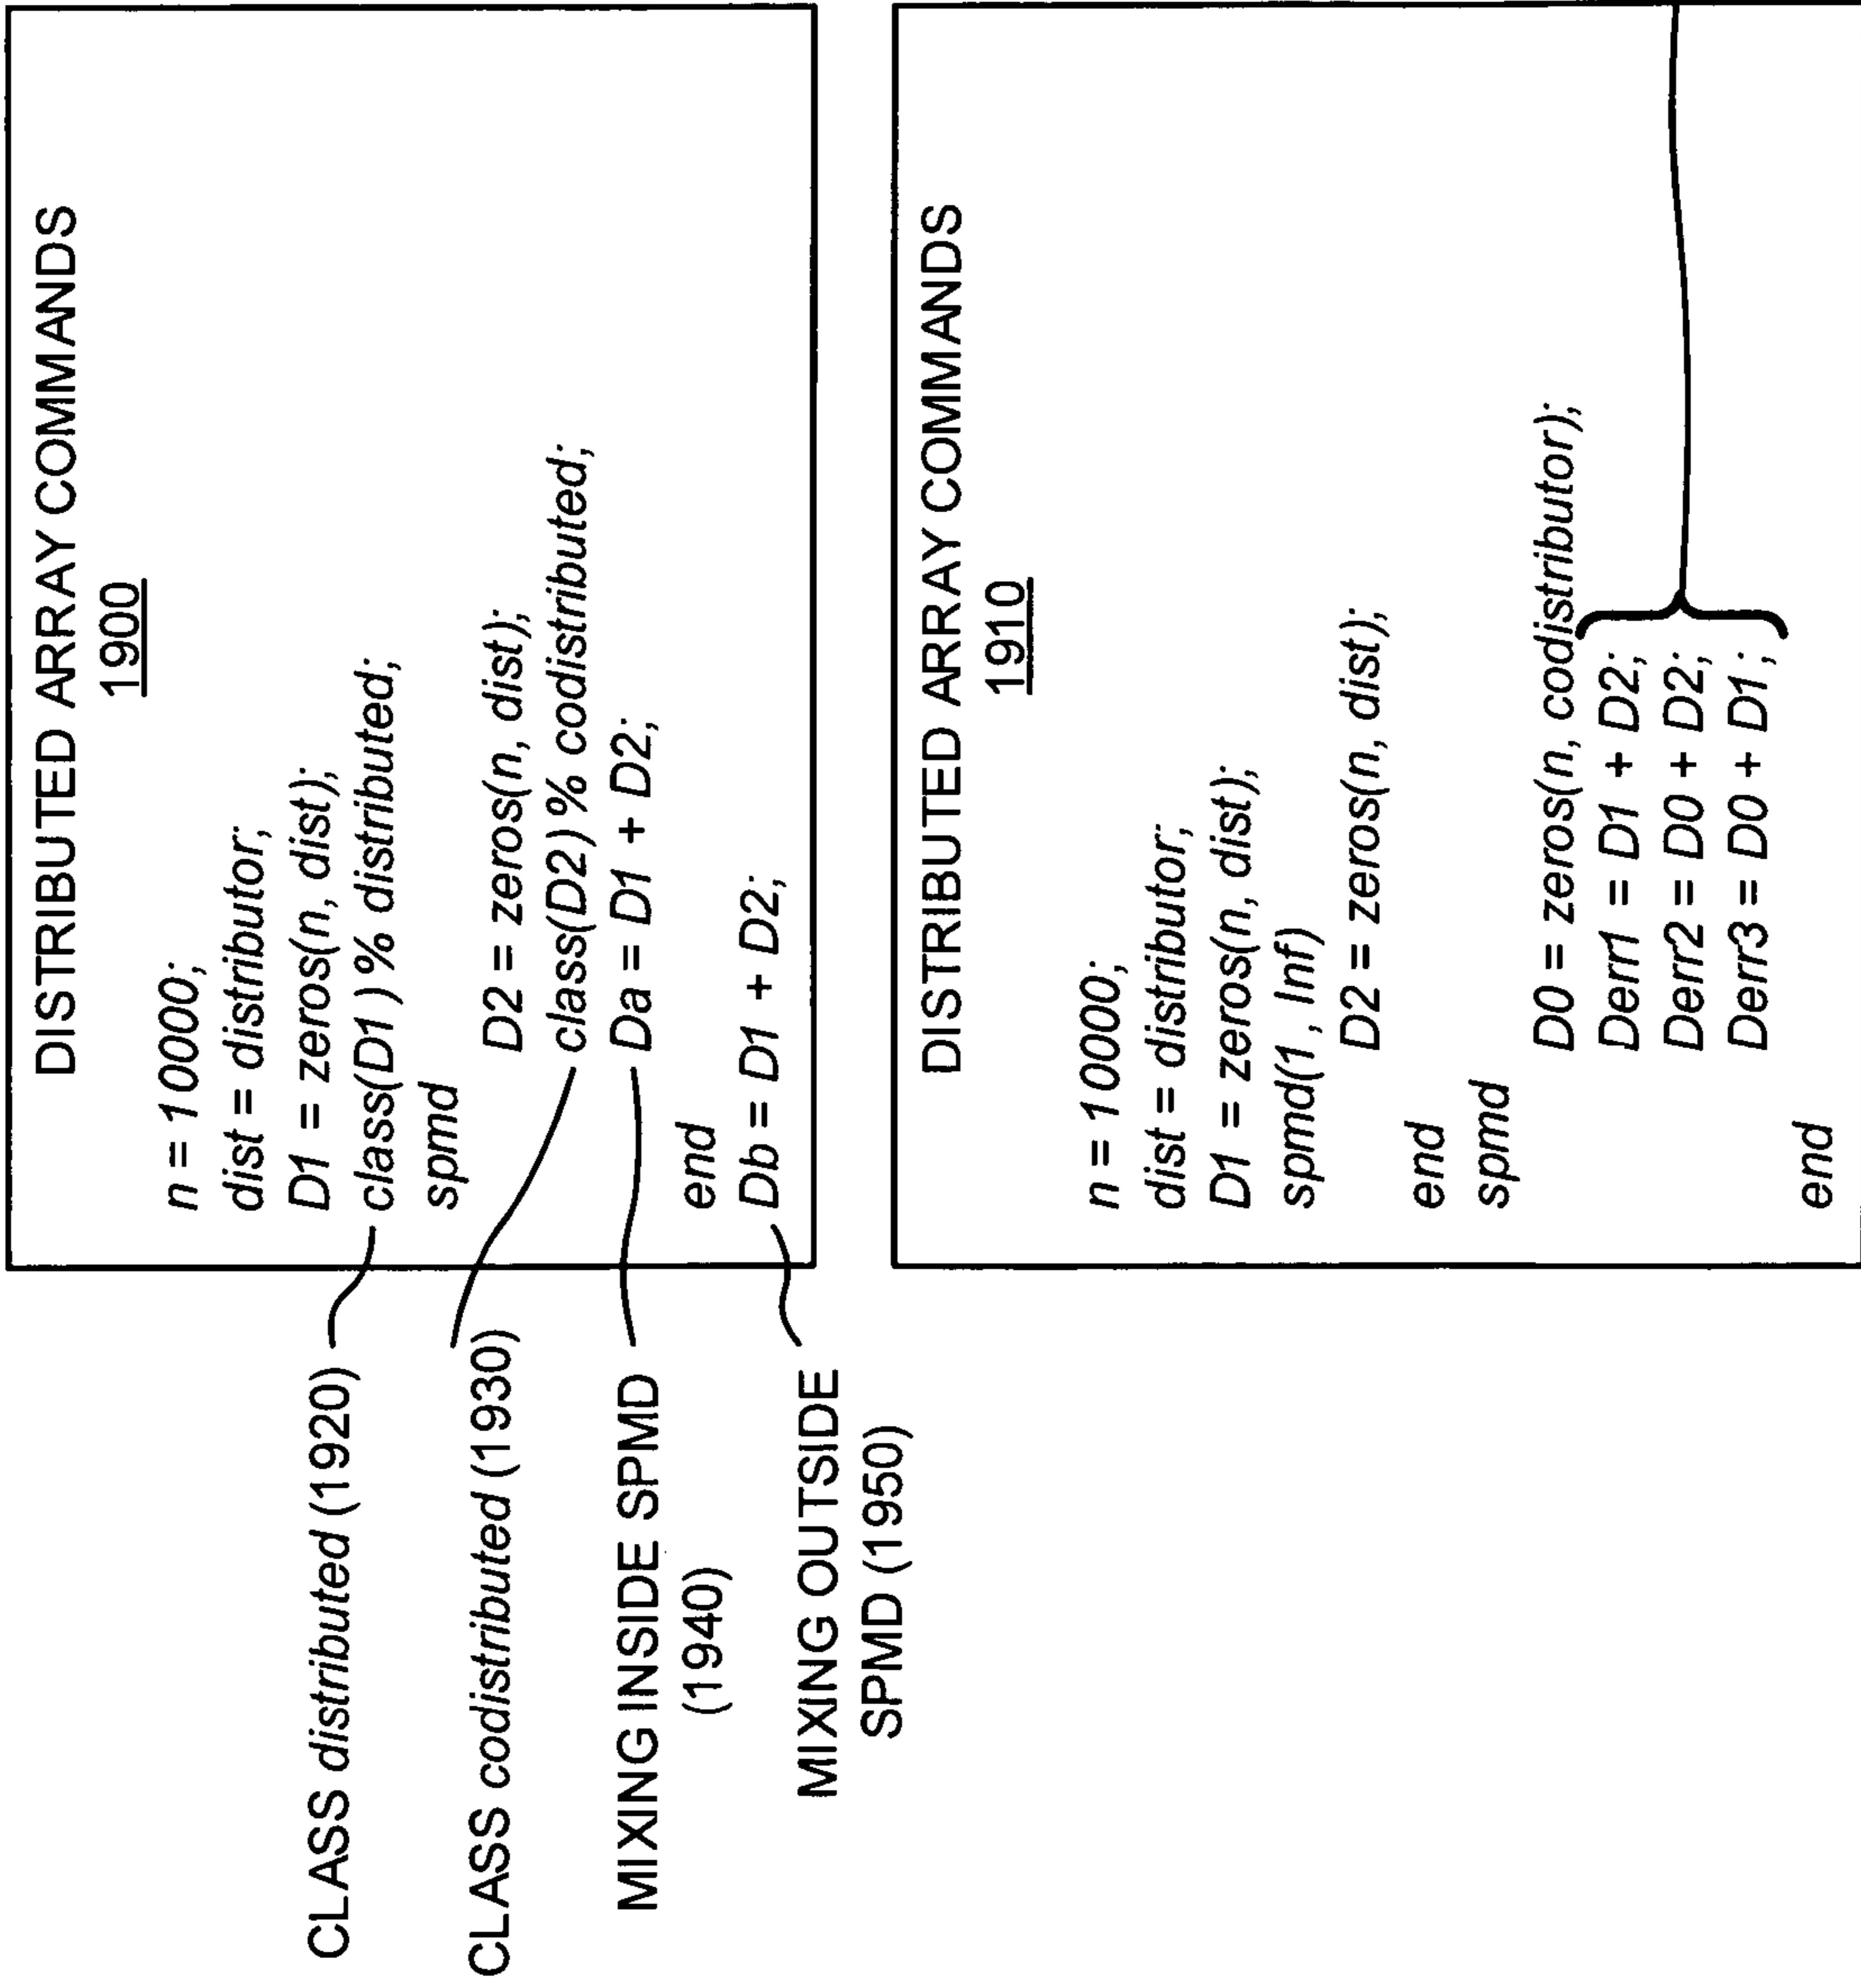 DISTRIBUTED ARRAY COMMANDS
1900
n = 1000;
dist = distributor;
D1 = zeros(n, dist);
class(D1) % distributed;
spmd
D2 = zeros(n, dist);
class(D2) % codistributed;
Da = D1 + D2;
end
Db = D1 + D2;
CLASS distributed (1920)
CLASS codistributed (1930)
MIXING INSIDE SPMD
(1940)
MIXING OUTSIDE
SPMD (1950)
DISTRIBUTED ARRAY COMMANDS
1910
n = 1000;
dist = distributor;
D1 = zeros(n, dist);
spmd(1, Inf)
D2 = zeros(n, dist);
end
spmd
D0 = zeros(n, codistributor);
Derr1 = D1 + D2;
Derr2 = D0 + D2;
Derr3 = D0 + D1;
end